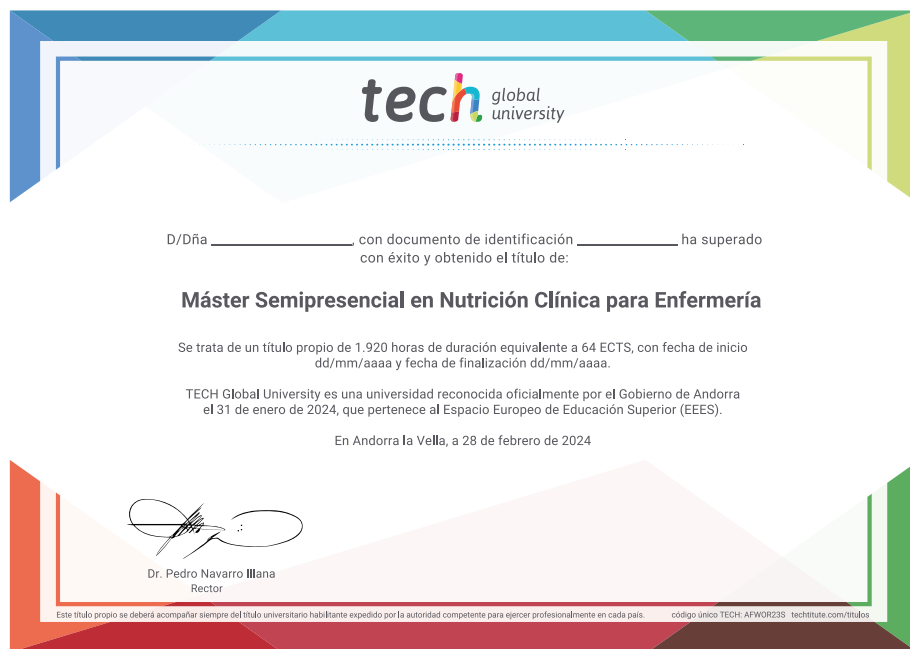 tech global university
D/Dña ____________________, con documento de identificación ______________ ha superado
con éxito y obtenido el título de:
Máster Semipresencial en Nutrición Clínica para Enfermería
Se trata de un título propio de 1.920 horas de duración equivalente a 64 ECTS, con fecha de inicio
dd/mm/aaaa y fecha de finalización dd/mm/aaaa.
TECH Global University es una universidad reconocida oficialmente por el Gobierno de Andorra
el 31 de enero de 2024, que pertenece al Espacio Europeo de Educación Superior (EEES).
En Andorra la Vella, a 28 de febrero de 2024
Dr. Pedro Navarro Illana
Rector
Este título propio se deberá acompañar siempre del título universitario habilitante expedido por la autoridad competente para ejercer profesionalmente en cada país. código único TECH: AFWOR23S techtitute.com/titulos